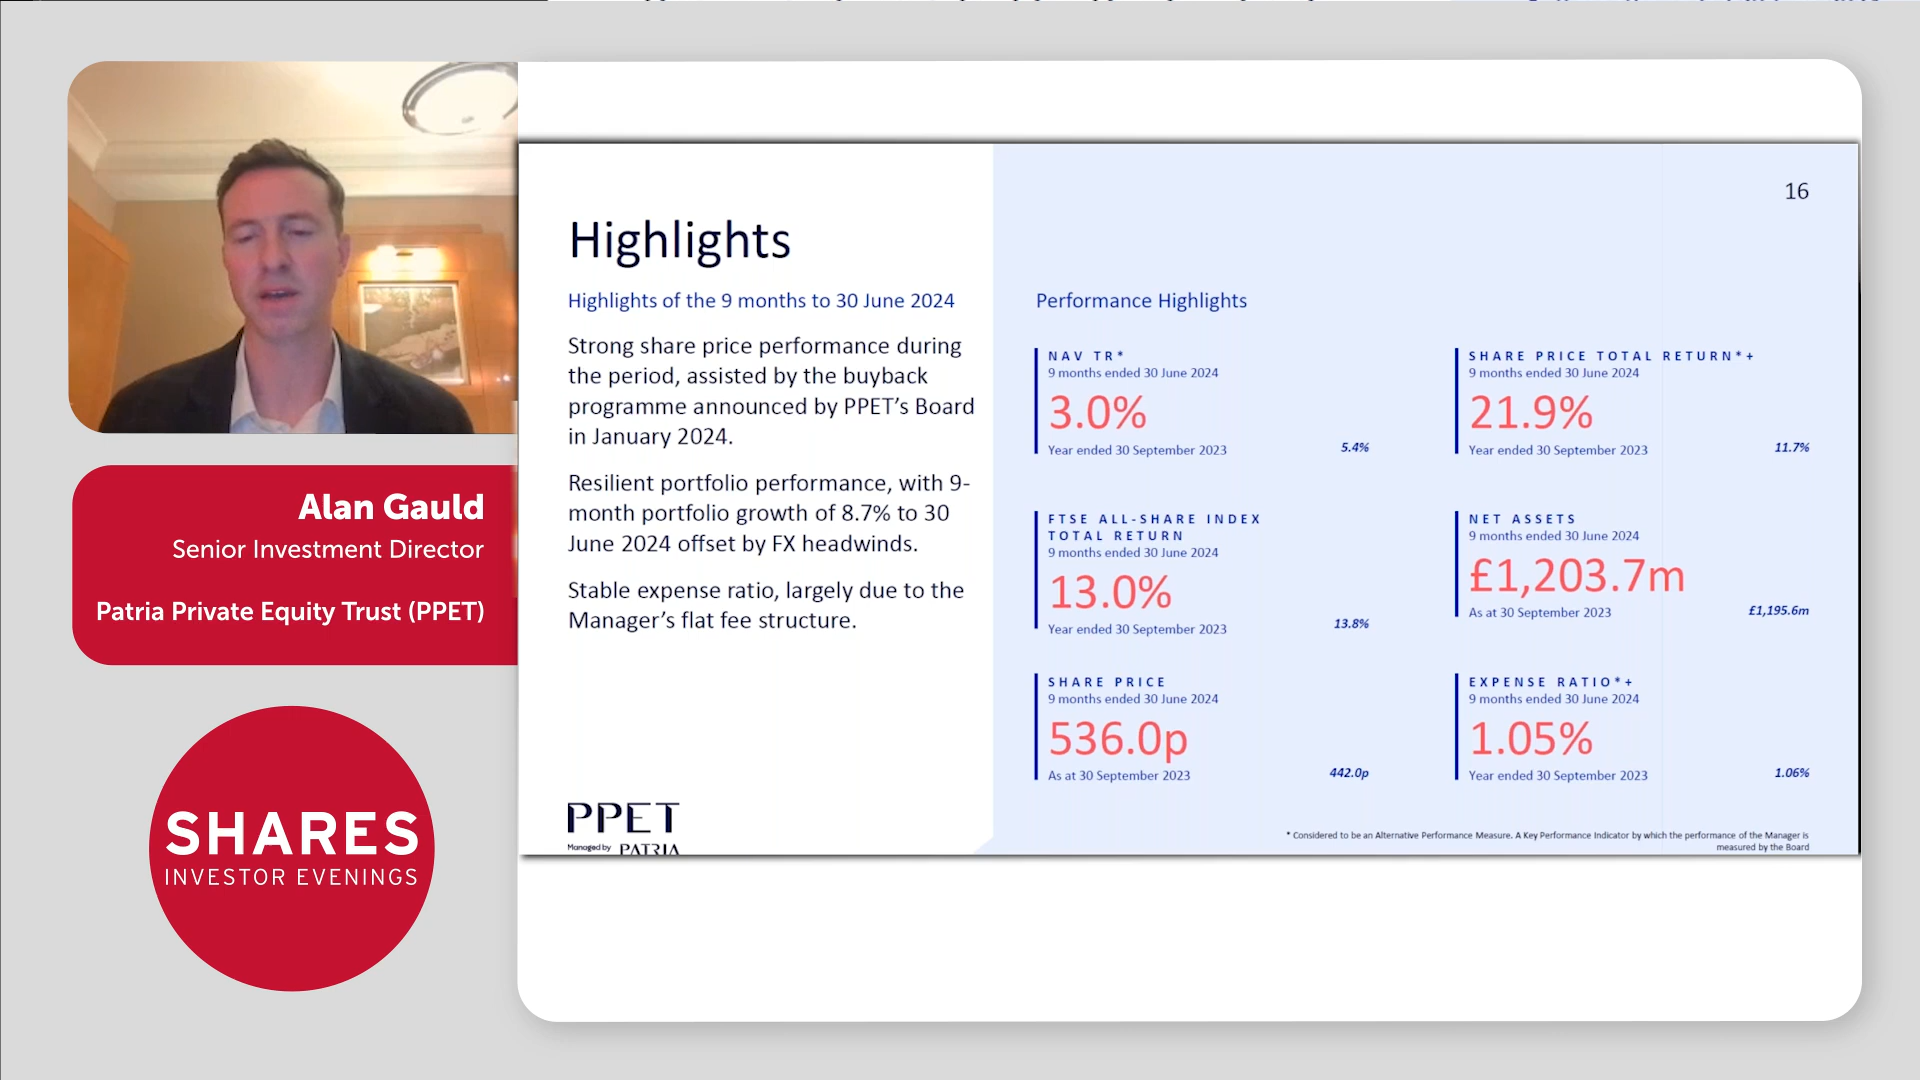 Alan Gauld
Senior Investment Director
Patria Private Equity Trust (PPET)
SHARES
INVESTOR EVENINGS
16
Highlights
Highlights of the 9 months to 30 June 2024
Strong share price performance during
the period, assisted by the buyback
programme announced by PPET’s Board
in January 2024.
Resilient portfolio performance, with 9-
month portfolio growth of 8.7% to 30
June 2024 offset by FX headwinds.
Stable expense ratio, largely due to the
Manager’s flat fee structure.
PPET
Managed by PATRIA
Performance Highlights
NAV TR*
9 months ended 30 June 2024
3.0%
Year ended 30 September 2023 5.4%
SHARE PRICE TOTAL RETURN*+
9 months ended 30 June 2024
21.9%
Year ended 30 September 2023 11.7%
FTSE ALL-SHARE INDEX
TOTAL RETURN
9 months ended 30 June 2024
13.0%
Year ended 30 September 2023 13.8%
NET ASSETS
9 months ended 30 June 2024
£1,203.7m
As at 30 September 2023 £1,195.6m
SHARE PRICE
9 months ended 30 June 2024
536.0p
As at 30 September 2023 442.0p
EXPENSE RATIO*+
9 months ended 30 June 2024
1.05%
Year ended 30 September 2023 1.06%
* Considered to be an Alternative Performance Measure. A Key Performance Indicator by which the performance of the Manager is
measured by the Board